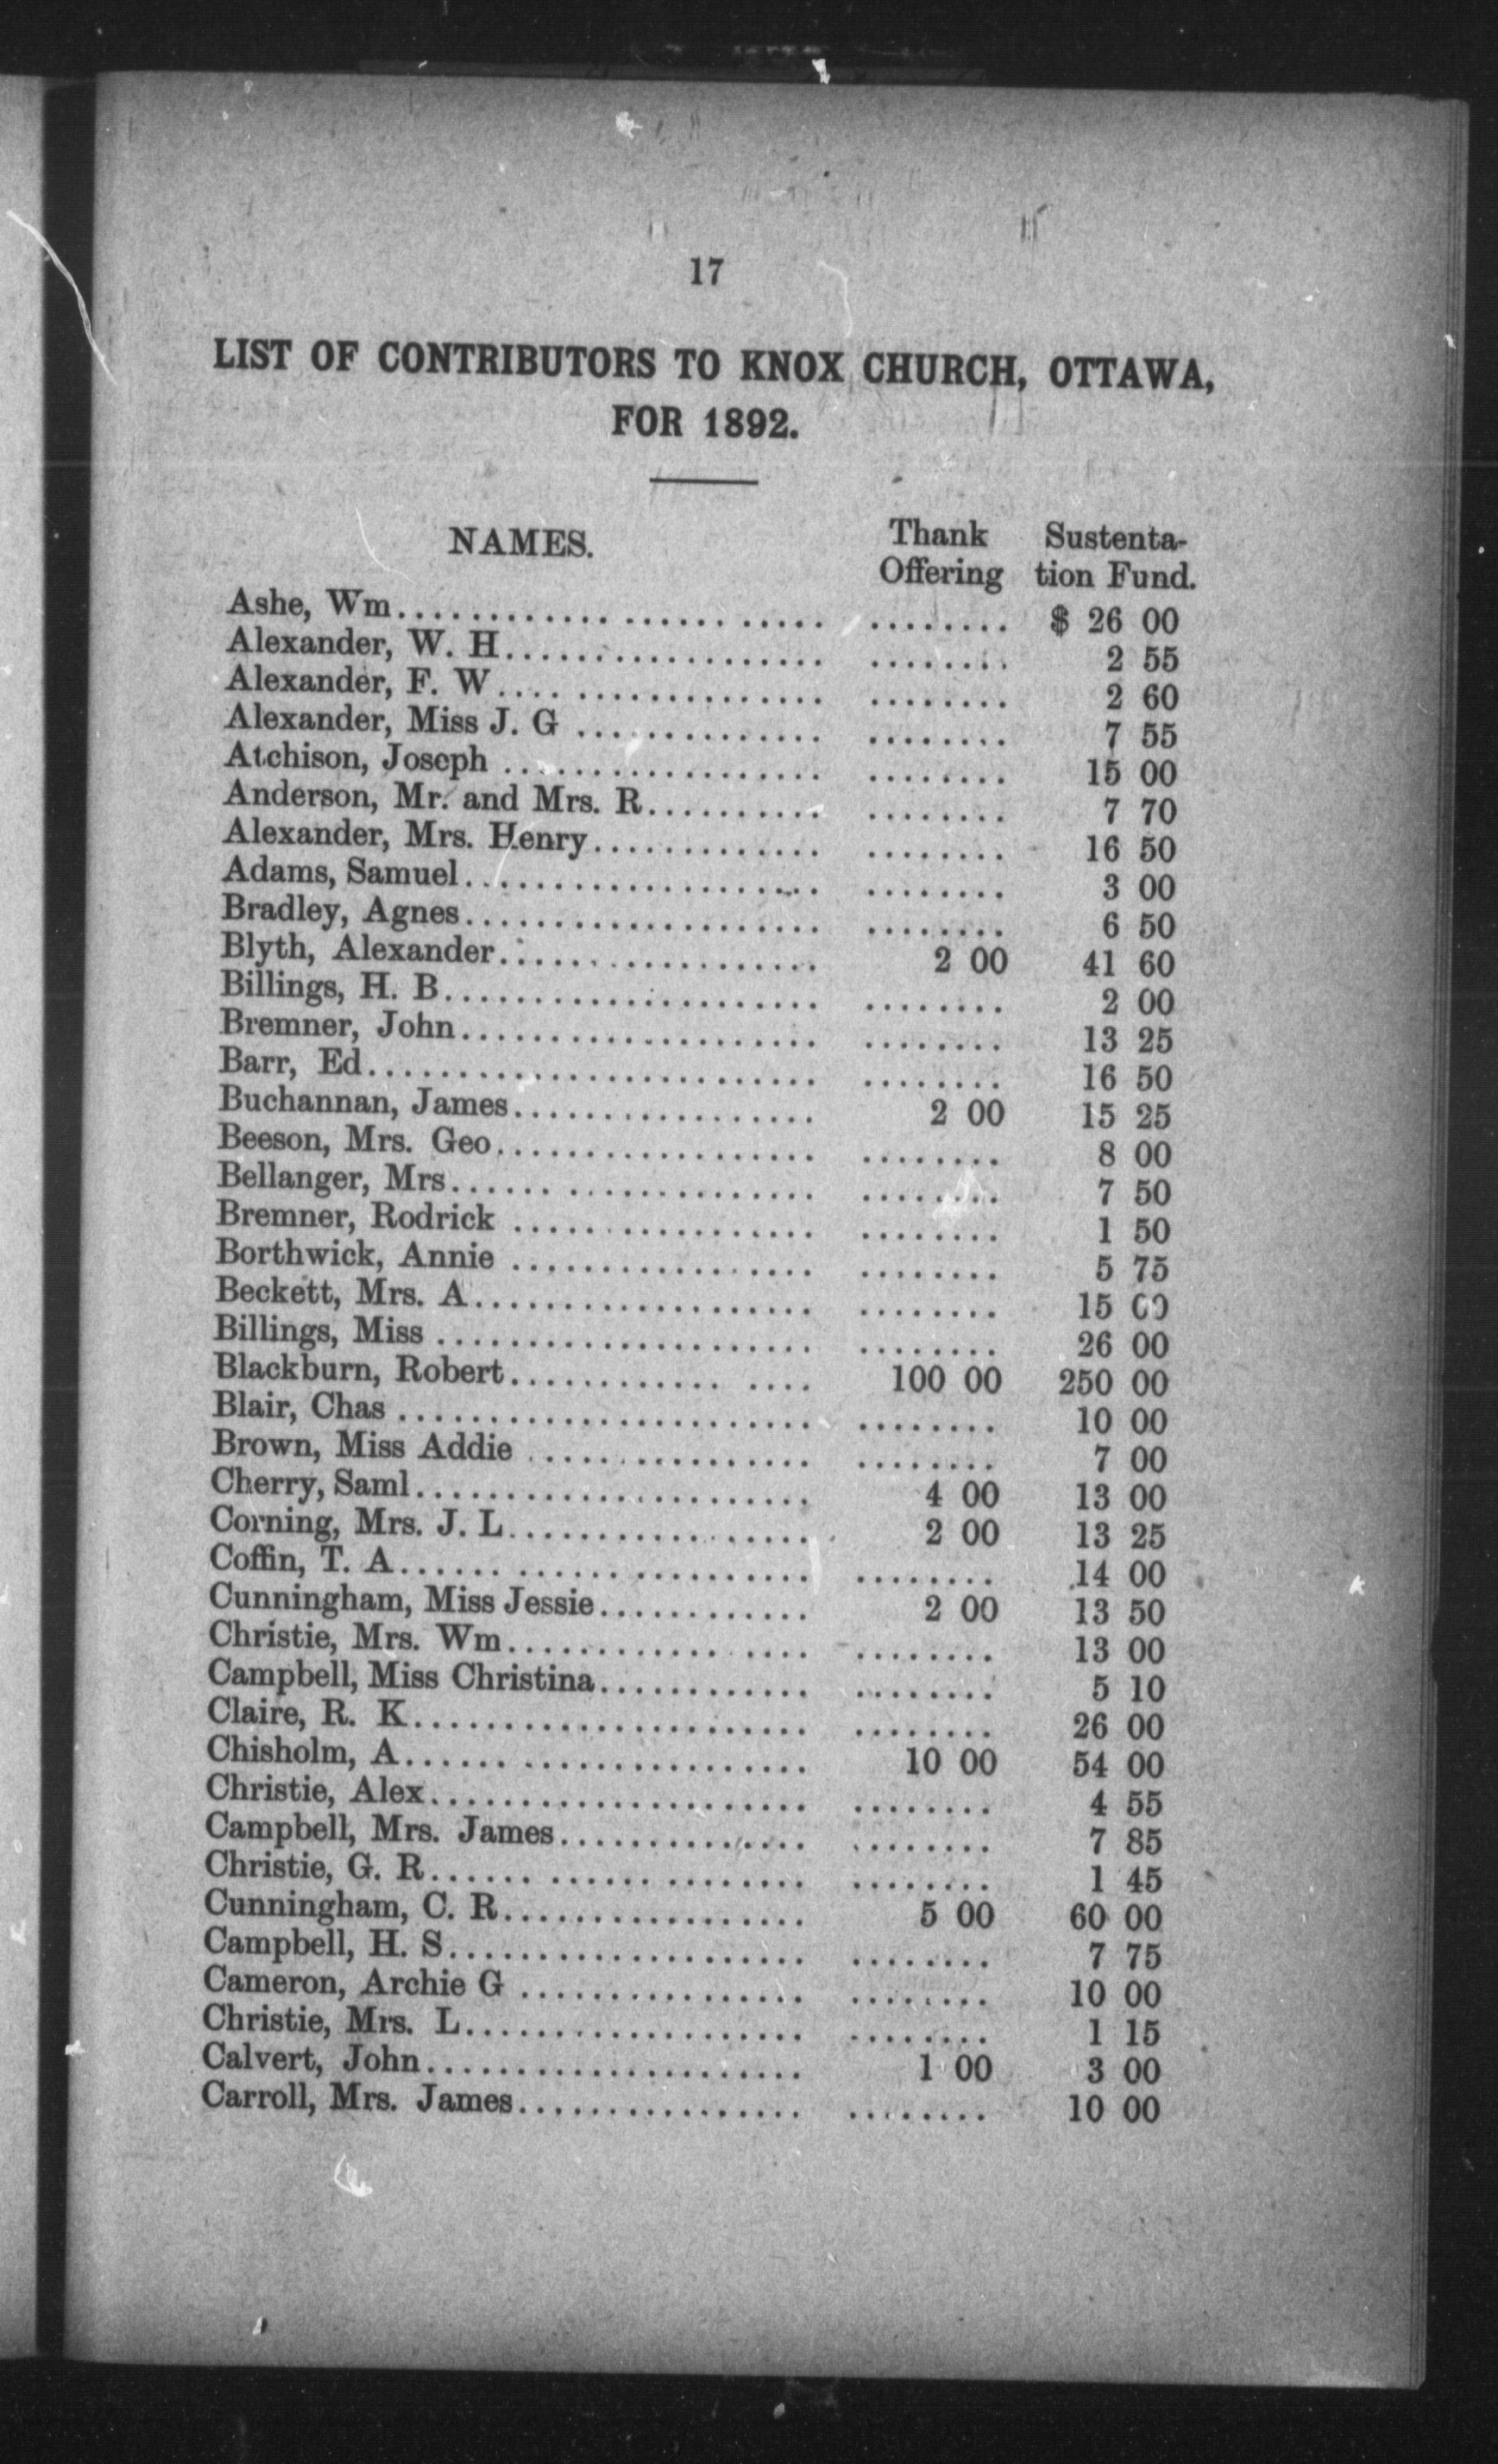 17
LIST OF CONTRIBUTORS TO KNOX CHURCH, OTTAWA,
FOR 1892.
NAMES. Thank Offering Sustenta-tion Fund.
Ashe, Wm........................ ........ $ 26 00
Alexander, W. H.................. ........ 2 55
Alexander, F. W.................. ........ 2 60
Alexander, Miss J. G .............. ........ 7 55
Atchison, Joseph .................. ........ 15 00
Anderson, Mr. and Mrs. R.......... ........ 7 70
Alexander, Mrs. Henry............. ........ 16 50
Adams, Samuel.................... ........ 3 00
Bradley, Agnes.................... ........ 6 50
Blyth, Alexander.................. 2 00 41 60
Billings, H. B..................... ........ 2 00
Bremner, John.................... ........ 13 25
Barr, Ed......................... ........ 16 50
Buchannan, James................. 2 00 15 25
Beeson, Mrs. Geo.................. ........ 8 00
Bellanger, Mrs.................... ........ 7 50
Bremner, Rodrick ................. ........ 1 50
Borthwick, Annie ................. ........ 5 75
Beckett, Mrs. A................... ........ 15 00
Billings, Miss ..................... ........ 26 00
Blackburn, Robert............ .... 100 00 250 00
Blair, Chas ....................... ........ 10 00
Brown, Miss Addie ................ ........ 7 00
Cherry, Saml...................... 4 00 13 00
Corning, Mrs. J. L................. 2 00 13 25
Coffin, T. A....................... ........ 14 00
Cunningham, Miss Jessie............ 2 00 13 50
Christie, Mrs. Wm................. ........ 13 00
Campbell, Miss Christina............ ........ 5 10
Claire, R. K...................... ........ 26 00
Chisholm, A...................... 10 00 54 00
Christie, Alex..................... ........ 4 55
Campbell, Mrs. James.............. ........ 7 85
Christie, G. R..................... ........ 1 45
Cunningham, C. R................. 5 00 60 00
Campbell, H. S.................... ........ 7 75
Cameron, Archie G ................ ........ 10 00
Christie, Mrs. L................... ........ 1 15
Calvert, John..................... 1 00 3 00
Carroll, Mrs. James................ ........ 10 00